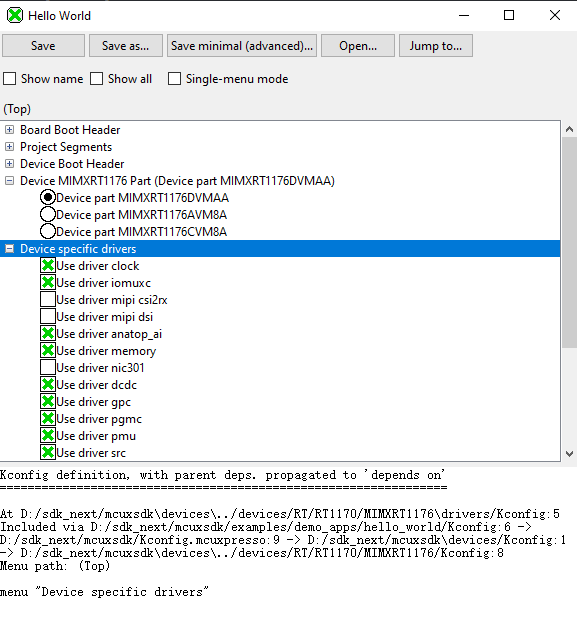 Hello World
Save Save as... Save minimal (advanced)... Open... Jump to...
Show name Show all Single-menu mode
(Top)
Board Boot Header
Project Segments
Device Boot Header
Device MIMXRT1176 Part (Device part MIMXRT1176DVMAA)
Device part MIMXRT1176DVMAA
Device part MIMXRT1176AVM8A
Device part MIMXRT1176CVM8A
Device specific drivers
Use driver clock
Use driver iomuxc
Use driver mipi csi2rx
Use driver mipi dsi
Use driver anatop_ai
Use driver memory
Use driver nic301
Use driver dcdc
Use driver gpc
Use driver pgmc
Use driver pmu
Use driver src
Kconfig definition, with parent deps. propagated to 'depends on'
================================================================
At D:/sdk_next/mcuxsdk\devices\../devices/RT/RT1170/MIMXRT1176\drivers/Kconfig:5
Included via D:/sdk_next/mcuxsdk/examples/demo_apps/hello_world/Kconfig:6 ->
D:/sdk_next/mcuxsdk/Kconfig.mcuxpresso:9 -> D:/sdk_next/mcuxsdk\devices/Kconfig:1
-> D:/sdk_next/mcuxsdk\devices\../devices/RT/RT1170/MIMXRT1176/Kconfig:8
Menu path: (Top)
menu "Device specific drivers"